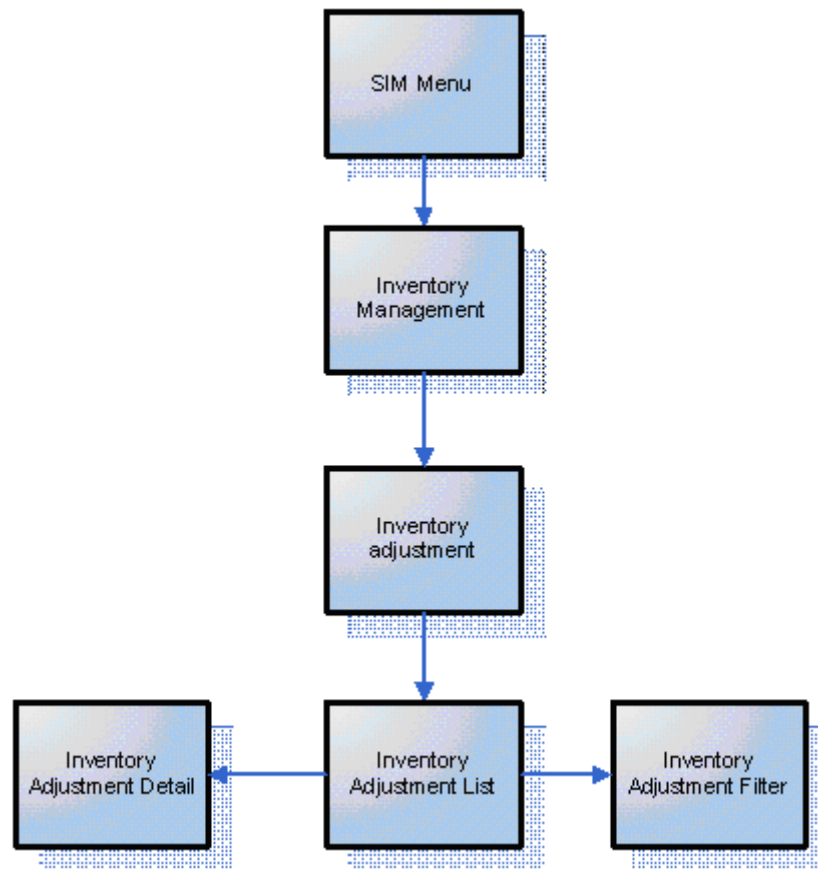 SIM Menu
Inventory
Management
Inventory
adjustment
Inventory
Adjustment Detail
Inventory
Adjustment List
Inventory
Adjustment Filter